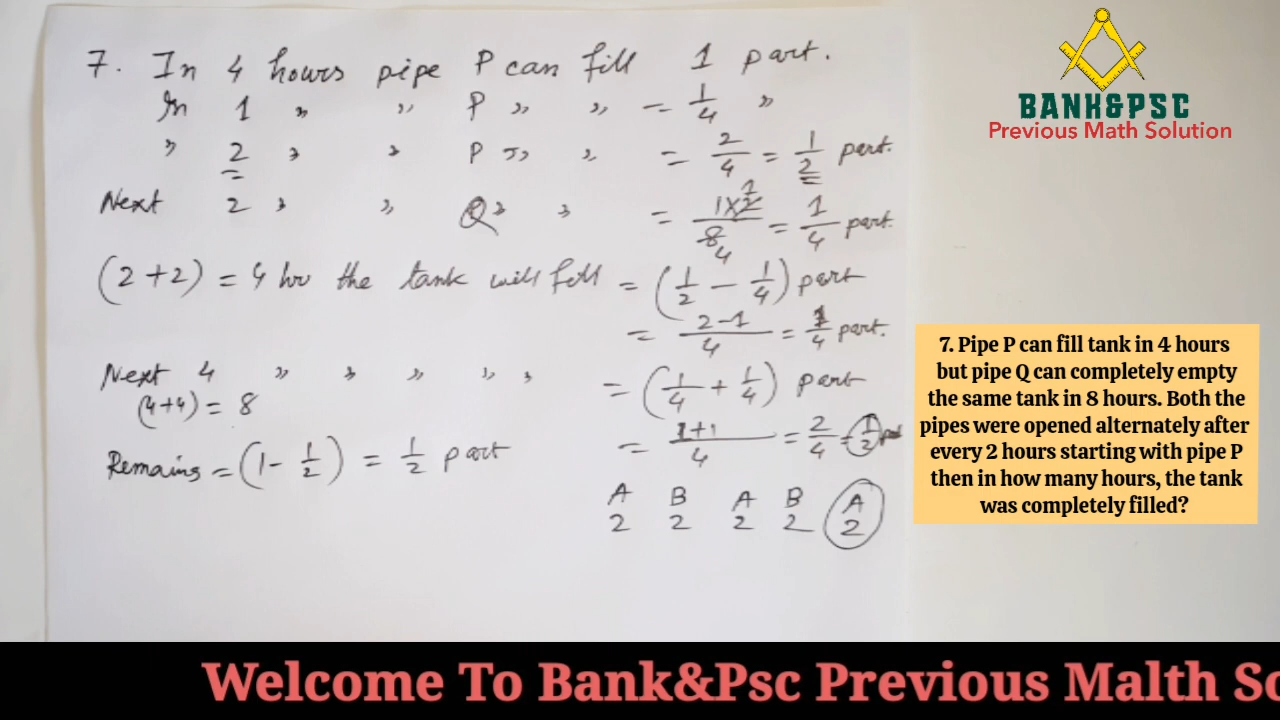 7. In 4 hours pipe P can fill 1 part.
In 1 " " P " " = 1/4 "
" 2 " " P " " = 2/4 = 1/2 part.
Next 2 " " Q " " = 1×2/8 = 1/4 part.
(2+2) = 4 hr the tank will fill = (1/2 - 1/4) part
= 2-1/4 = 1/4 part.
Next 4 " " " " " = (1/4 + 1/4) part
(4+4) = 8
= 1+1/4 = 2/4 = 1/2 part
Remains = (1 - 1/2) = 1/2 part
A B A B A
2 2 2 2 2
BANK&PSC
Previous Math Solution
7. Pipe P can fill tank in 4 hours
but pipe Q can completely empty
the same tank in 8 hours. Both the
pipes were opened alternately after
every 2 hours starting with pipe P
then in how many hours, the tank
was completely filled?
Welcome To Bank&Psc Previous Malth So